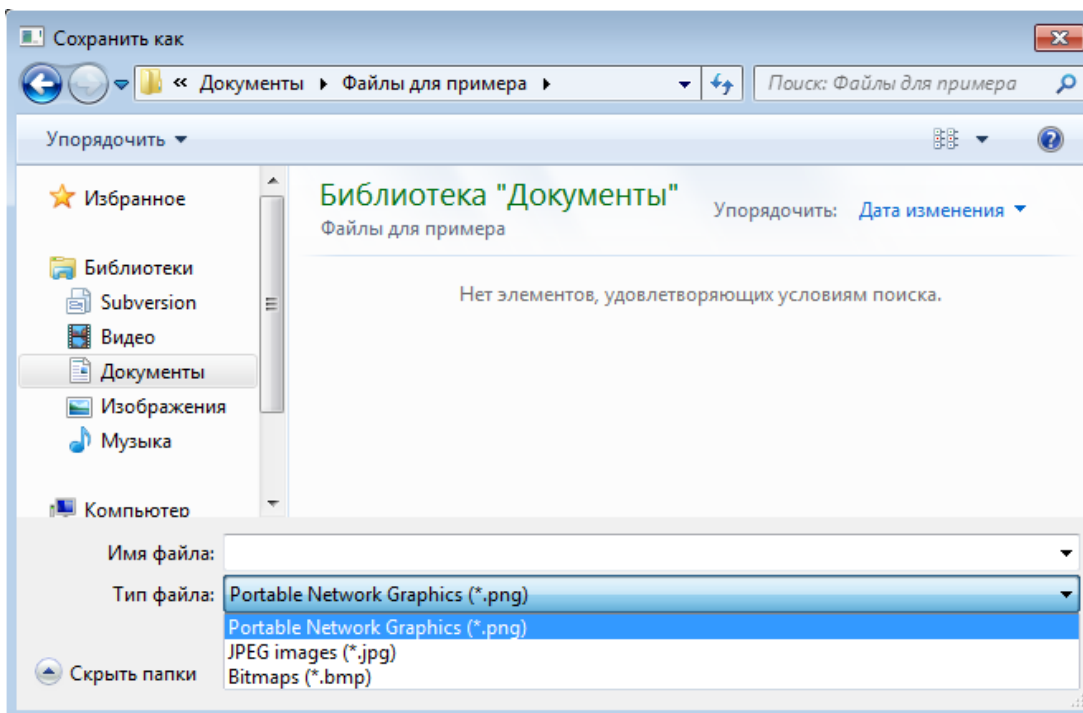 Сохранить как
« Документы Файлы для примера
Поиск: Файлы для примера
Упорядочить
Избранное
Библиотеки
Subversion
Видео
Документы
Изображения
Музыка
Компьютер
Библиотека "Документы"
Файлы для примера
Упорядочить: Дата изменения
Нет элементов, удовлетворяющих условиям поиска.
Имя файла:
Тип файла: Portable Network Graphics (*.png)
Portable Network Graphics (*.png)
JPEG images (*.jpg)
Bitmaps (*.bmp)
Скрыть папки